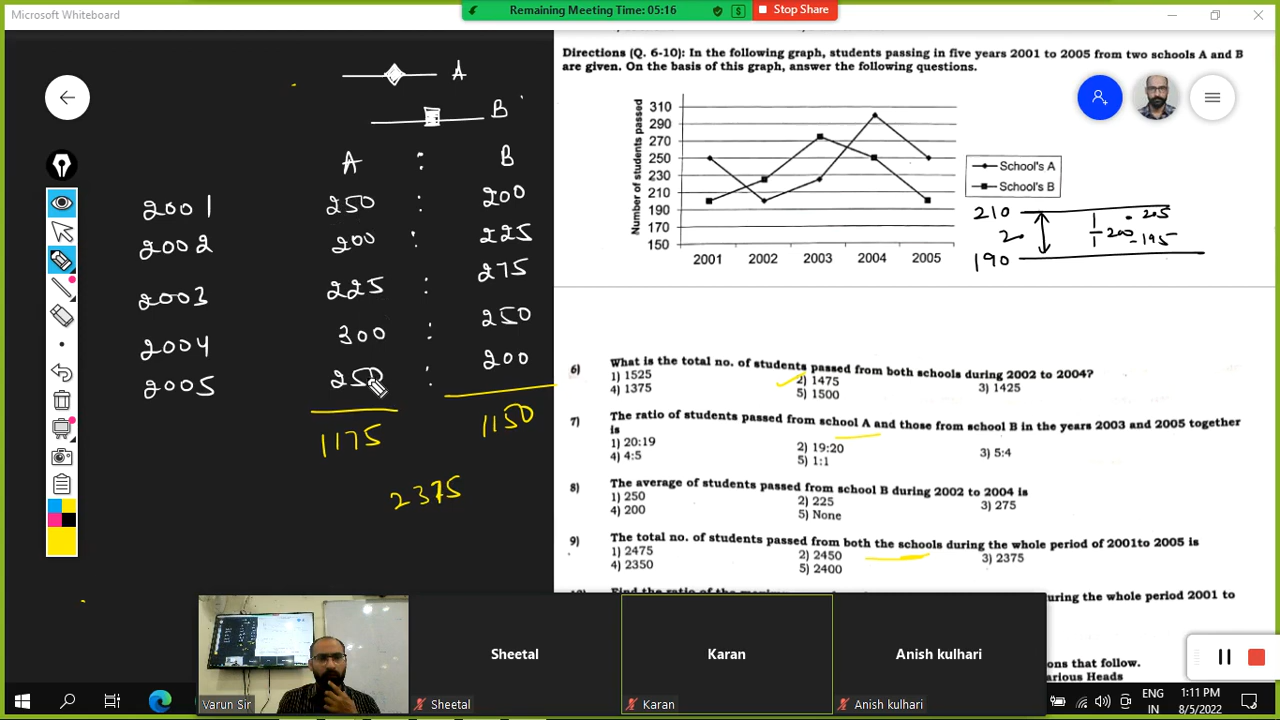 Microsoft Whiteboard
Remaining Meeting Time: 05:16
Stop Share
A
B
A : B
2001 250 : 200
2002 200 : 225
2003 225 : 275
2004 300 : 250
2005 250 : 200
1175 1150
2375
Directions (Q. 6-10): In the following graph, students passing in five years 2001 to 2005 from two schools A and B
are given. On the basis of this graph, answer the following questions.
Number of students passed
310
290
270
250
230
210
190
170
150
2001 2002 2003 2004 2005
School's A
School's B
210 205
200
190 195
6) What is the total no. of students passed from both schools during 2002 to 2004?
1) 1525 2) 1475 3) 1425
4) 1375 5) 1500
7) The ratio of students passed from school A and those from school B in the years 2003 and 2005 together
is
1) 20:19 2) 19:20 3) 5:4
4) 4:5 5) 1:1
8) The average of students passed from school B during 2002 to 2004 is
1) 250 2) 225 3) 275
4) 200 5) None
9) The total no. of students passed from both the schools during the whole period of 2001to 2005 is
1) 2475 2) 2450 3) 2375
4) 2350 5) 2400
during the whole period 2001 to
ons that follow.
arious Heads
Varun Sir
Sheetal
Sheetal
Karan
Karan
Anish kulhari
Anish kulhari
ENG
IN
1:11 PM
8/5/2022